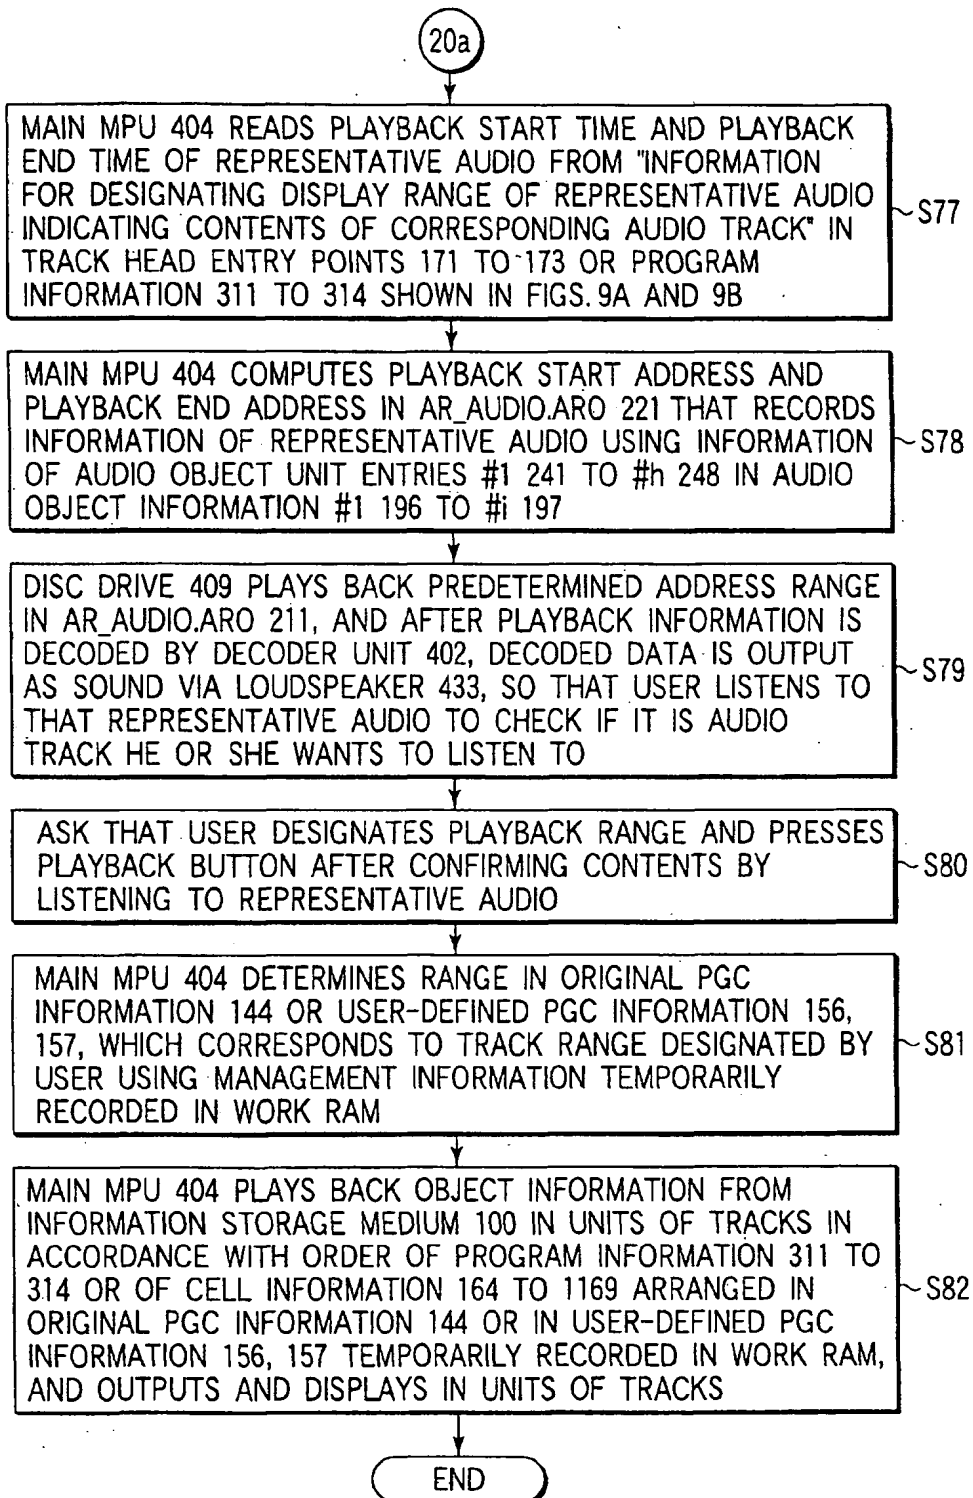 20a
MAIN MPU 404 READS PLAYBACK START TIME AND PLAYBACK
END TIME OF REPRESENTATIVE AUDIO FROM "INFORMATION
FOR DESIGNATING DISPLAY RANGE OF REPRESENTATIVE AUDIO
INDICATING CONTENTS OF CORRESPONDING AUDIO TRACK" IN
TRACK HEAD ENTRY POINTS 171 TO 173 OR PROGRAM
INFORMATION 311 TO 314 SHOWN IN FIGS. 9A AND 9B
S77
MAIN MPU 404 COMPUTES PLAYBACK START ADDRESS AND
PLAYBACK END ADDRESS IN AR_AUDIO.ARO 221 THAT RECORDS
INFORMATION OF REPRESENTATIVE AUDIO USING INFORMATION
OF AUDIO OBJECT UNIT ENTRIES #1 241 TO #h 248 IN AUDIO
OBJECT INFORMATION #1 196 TO #i 197
S78
DISC DRIVE 409 PLAYS BACK PREDETERMINED ADDRESS RANGE
IN AR_AUDIO.ARO 211, AND AFTER PLAYBACK INFORMATION IS
DECODED BY DECODER UNIT 402, DECODED DATA IS OUTPUT
AS SOUND VIA LOUDSPEAKER 433, SO THAT USER LISTENS TO
THAT REPRESENTATIVE AUDIO TO CHECK IF IT IS AUDIO
TRACK HE OR SHE WANTS TO LISTEN TO
S79
ASK THAT USER DESIGNATES PLAYBACK RANGE AND PRESSES
PLAYBACK BUTTON AFTER CONFIRMING CONTENTS BY
LISTENING TO REPRESENTATIVE AUDIO
S80
MAIN MPU 404 DETERMINES RANGE IN ORIGINAL PGC
INFORMATION 144 OR USER-DEFINED PGC INFORMATION 156,
157, WHICH CORRESPONDS TO TRACK RANGE DESIGNATED BY
USER USING MANAGEMENT INFORMATION TEMPORARILY
RECORDED IN WORK RAM
S81
MAIN MPU 404 PLAYS BACK OBJECT INFORMATION FROM
INFORMATION STORAGE MEDIUM 100 IN UNITS OF TRACKS IN
ACCORDANCE WITH ORDER OF PROGRAM INFORMATION 311 TO
314 OR OF CELL INFORMATION 164 TO 1169 ARRANGED IN
ORIGINAL PGC INFORMATION 144 OR IN USER-DEFINED PGC
INFORMATION 156, 157 TEMPORARILY RECORDED IN WORK RAM,
AND OUTPUTS AND DISPLAYS IN UNITS OF TRACKS
S82
END